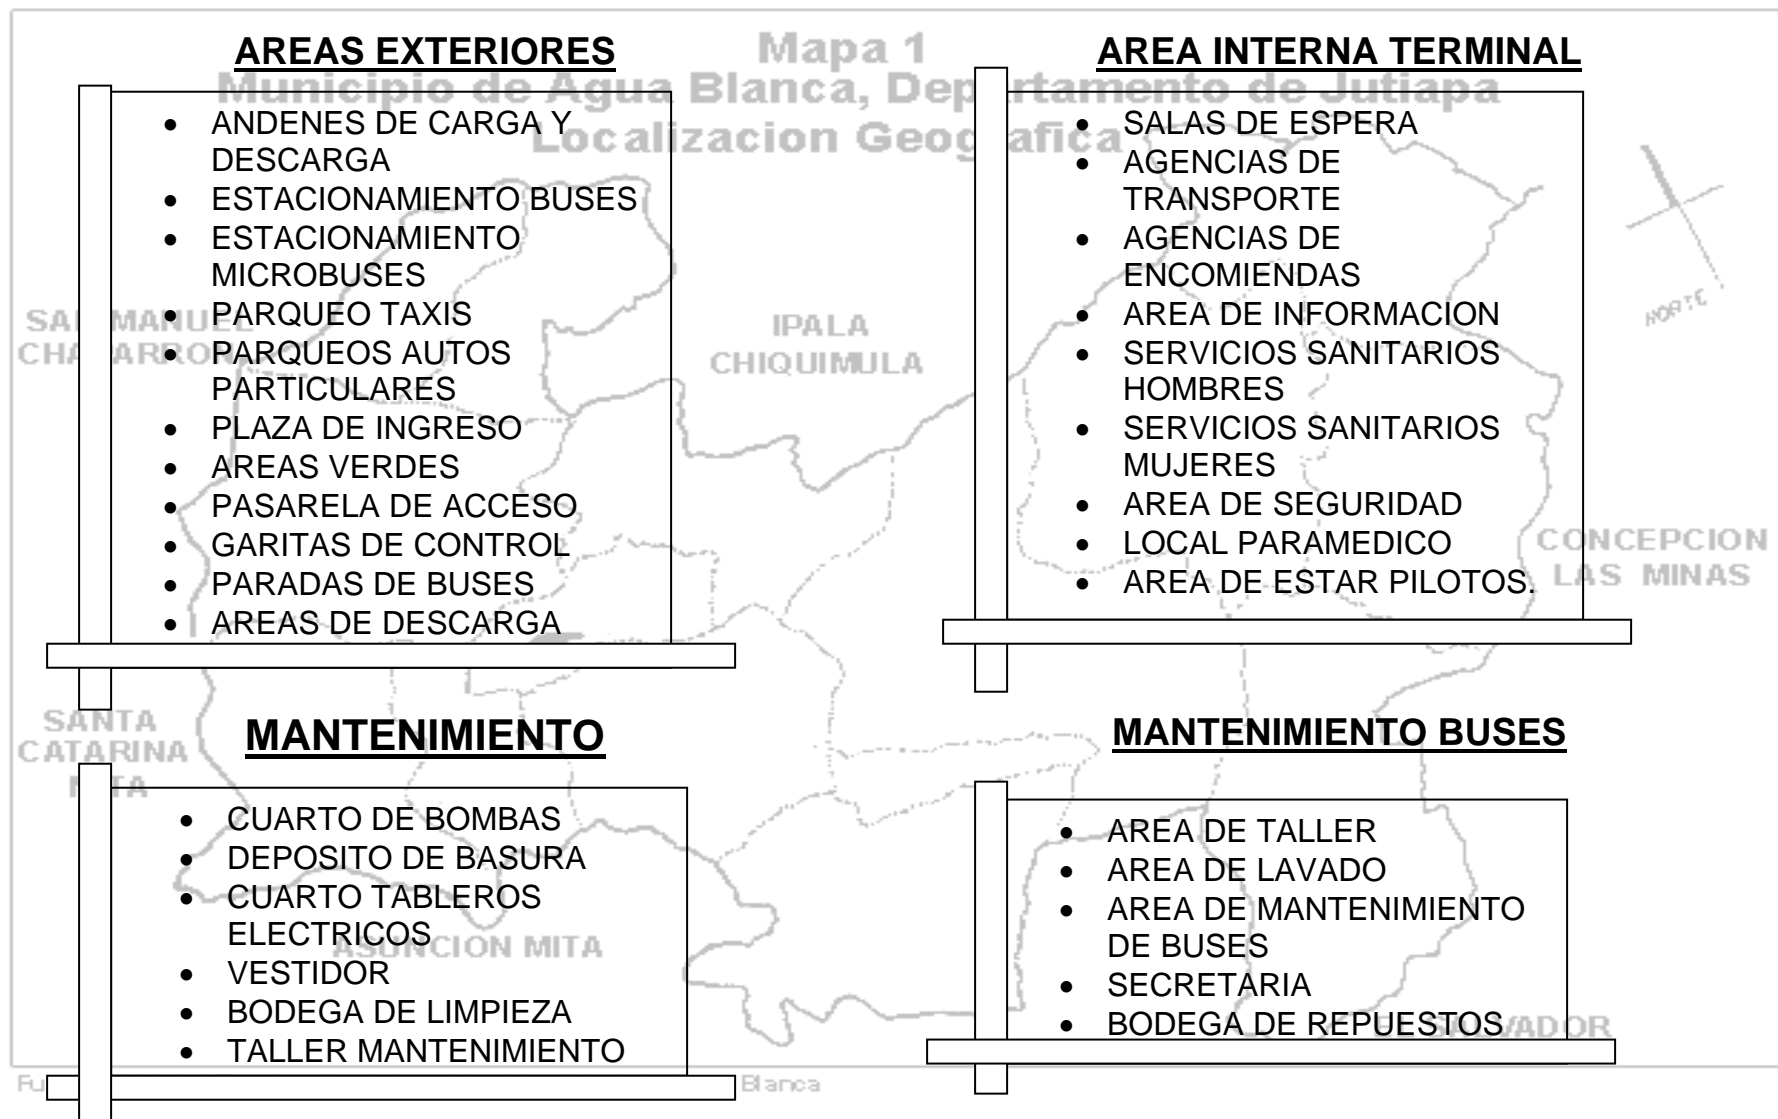 Mapa 1
Municipio de Agua Blanca, Departamento de Jutiapa
Localizacion Geografica
AREAS EXTERIORES
• ANDENES DE CARGA Y
DESCARGA
• ESTACIONAMIENTO BUSES
• ESTACIONAMIENTO
MICROBUSES
• PARQUEO TAXIS
• PARQUEOS AUTOS
PARTICULARES
• PLAZA DE INGRESO
• AREAS VERDES
• PASARELA DE ACCESO
• GARITAS DE CONTROL
• PARADAS DE BUSES
• AREAS DE DESCARGA
AREA INTERNA TERMINAL
• SALAS DE ESPERA
• AGENCIAS DE
TRANSPORTE
• AGENCIAS DE
ENCOMIENDAS
• AREA DE INFORMACION
• SERVICIOS SANITARIOS
HOMBRES
• SERVICIOS SANITARIOS
MUJERES
• AREA DE SEGURIDAD
• LOCAL PARAMEDICO
• AREA DE ESTAR PILOTOS.
MANTENIMIENTO
• CUARTO DE BOMBAS
• DEPOSITO DE BASURA
• CUARTO TABLEROS
ELECTRICOS
• VESTIDOR
• BODEGA DE LIMPIEZA
• TALLER MANTENIMIENTO
MANTENIMIENTO BUSES
• AREA DE TALLER
• AREA DE LAVADO
• AREA DE MANTENIMIENTO
DE BUSES
• SECRETARIA
• BODEGA DE REPUESTOS
NORTE
MANUEL
IPALA
CHIQUIMULA
CONCEPCION
LAS MINAS
SANTA
CATARINA
ASUNCION MITA
EL SALVADOR
Blanca